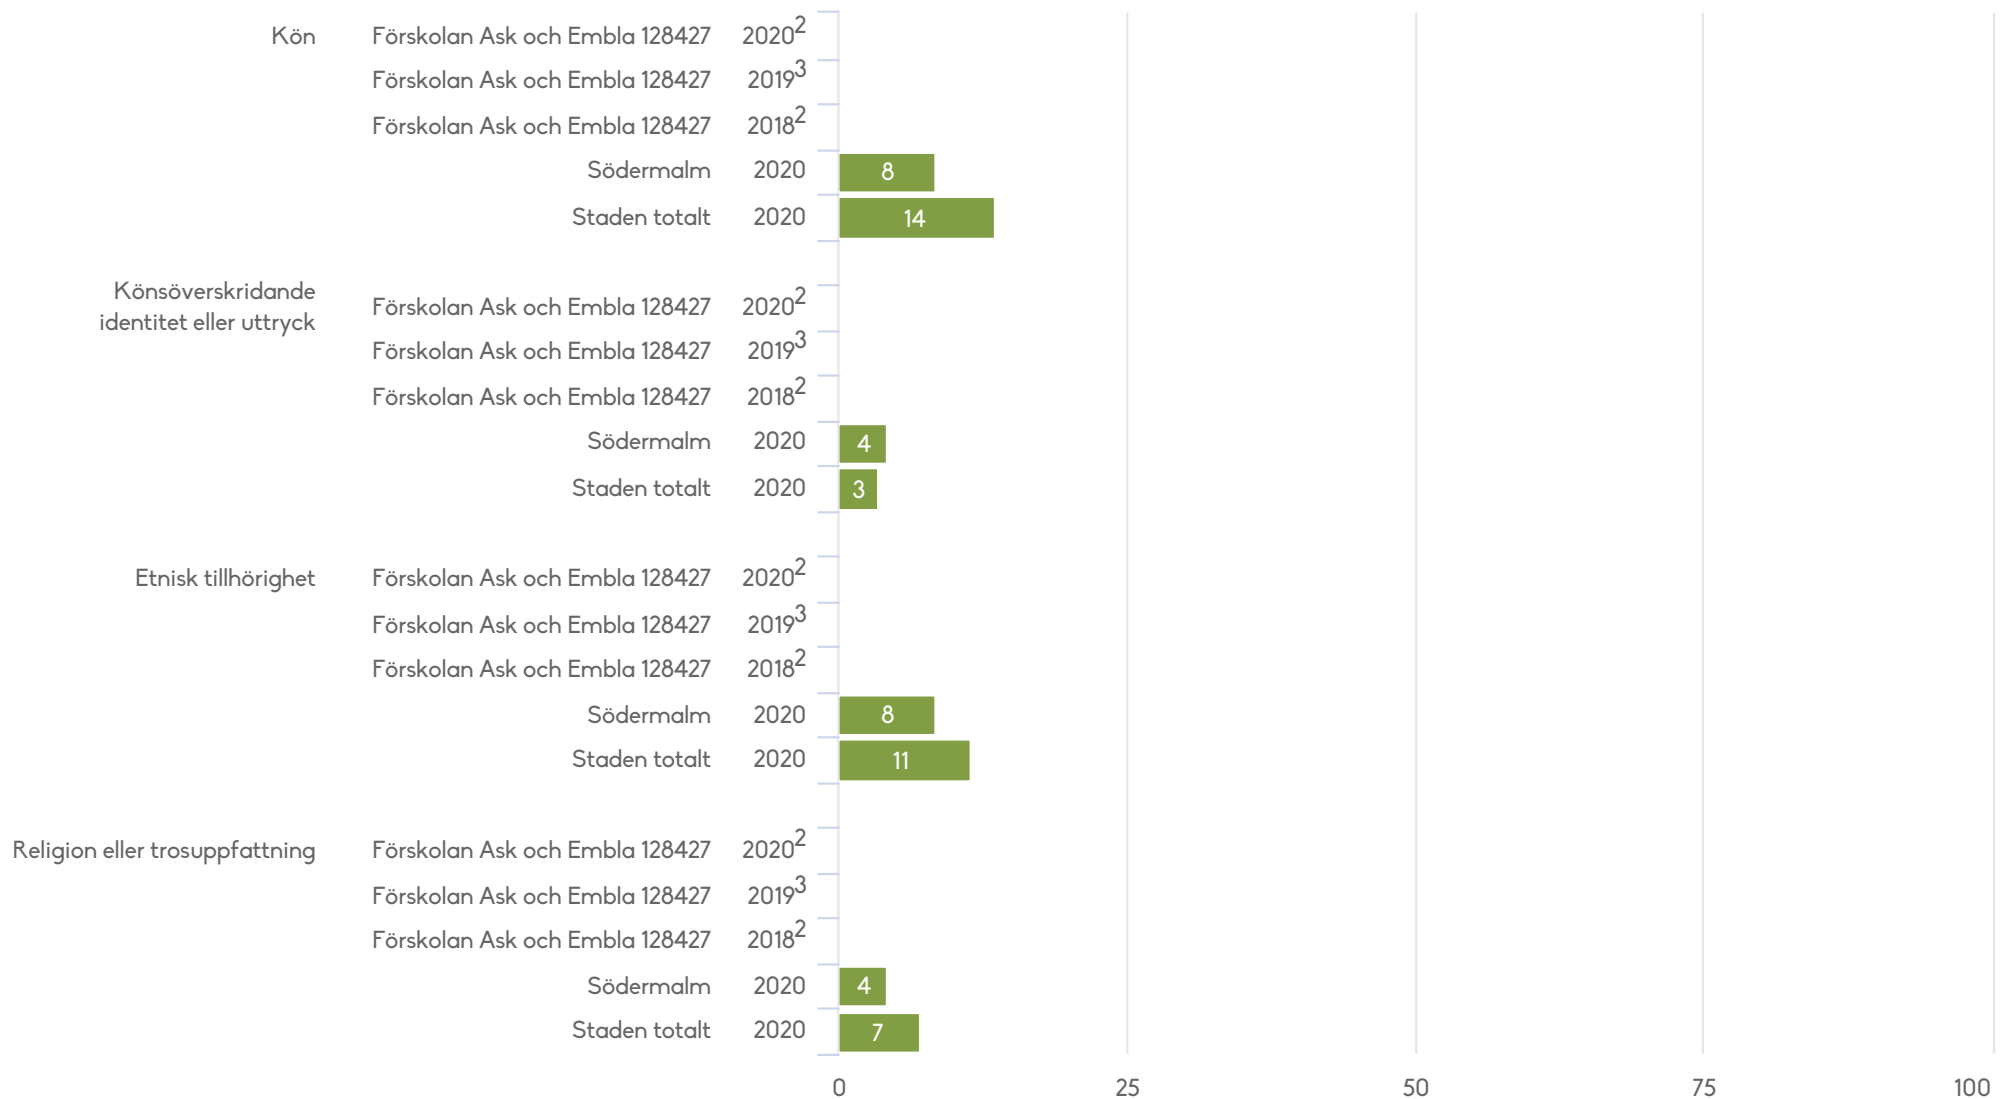 Kön Förskolan Ask och Embla 128427 2020²
Förskolan Ask och Embla 128427 2019³
Förskolan Ask och Embla 128427 2018²
Södermalm 2020 8
Staden totalt 2020 14
Könsöverskridande
identitet eller uttryck
Förskolan Ask och Embla 128427 2020²
Förskolan Ask och Embla 128427 2019³
Förskolan Ask och Embla 128427 2018²
Södermalm 2020 4
Staden totalt 2020 3
Etnisk tillhörighet Förskolan Ask och Embla 128427 2020²
Förskolan Ask och Embla 128427 2019³
Förskolan Ask och Embla 128427 2018²
Södermalm 2020 8
Staden totalt 2020 11
Religion eller trosuppfattning Förskolan Ask och Embla 128427 2020²
Förskolan Ask och Embla 128427 2019³
Förskolan Ask och Embla 128427 2018²
Södermalm 2020 4
Staden totalt 2020 7
0 25 50 75 100